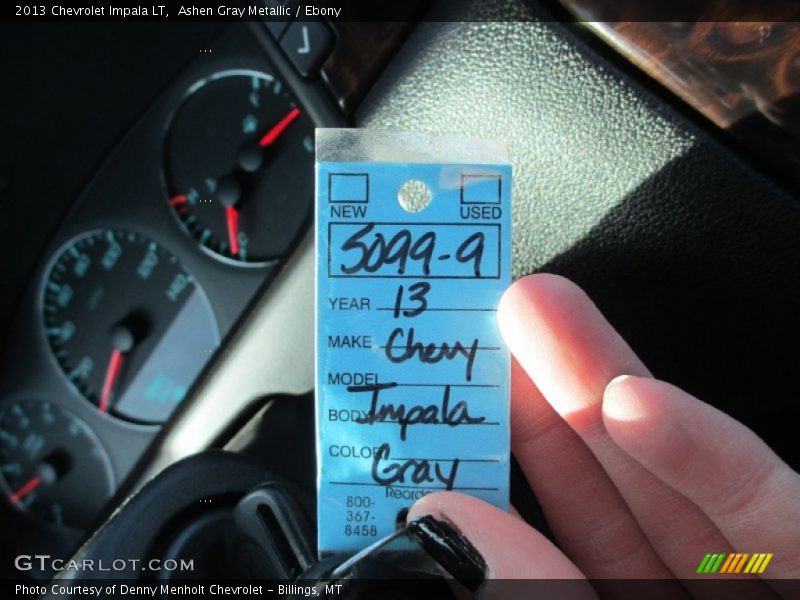 2013 Chevrolet Impala LT,  Ashen Gray Metallic / Ebony
NEW USED
5099-9
YEAR 13
MAKE Chevy
MODEL
BODY Impala
COLOR Gray
Reorder
800-
367-
8458
GTCARLOT.COM
Photo Courtesy of Denny Menholt Chevrolet - Billings, MT